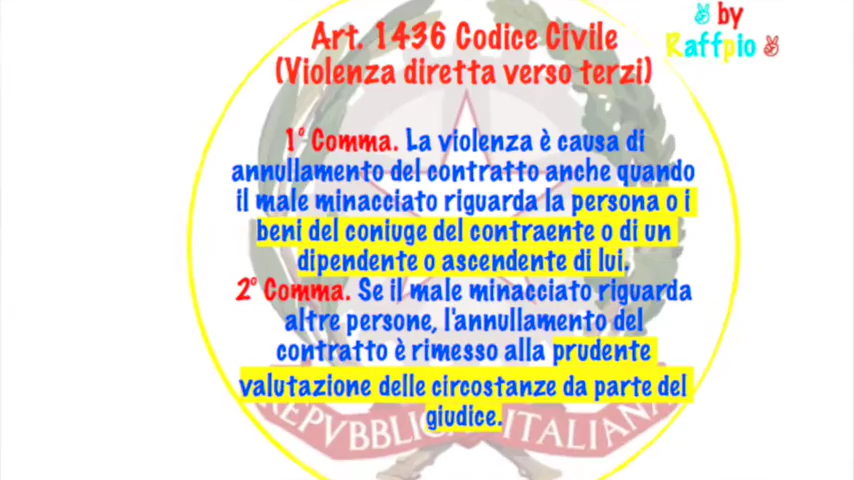 Art. 1436 Codice Civile
(Violenza diretta verso terzi)
✌ by
Raffpio ✌
1° Comma. La violenza è causa di
annullamento del contratto anche quando
il male minacciato riguarda la persona o i
beni del coniuge del contraente o di un
dipendente o ascendente di lui.
2° Comma. Se il male minacciato riguarda
altre persone, l'annullamento del
contratto è rimesso alla prudente
valutazione delle circostanze da parte del
giudice.
REPVBBLICA ITALIANA